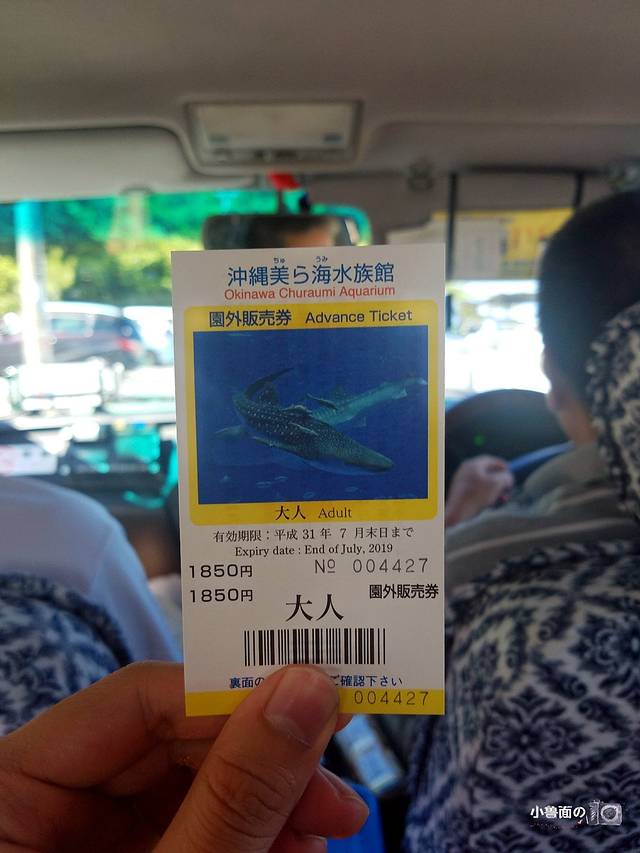 ちゅ うみ
沖縄美ら海水族館
Okinawa Churaumi Aquarium
園外販売券 Advance Ticket
大人 Adult
有効期限：平成 31 年 7 月末日まで
Expiry date : End of July, 2019
1850円 Nº 004427
1850円 園外販売券
大人
裏面の ご確認下さい
004427
小鲁面の